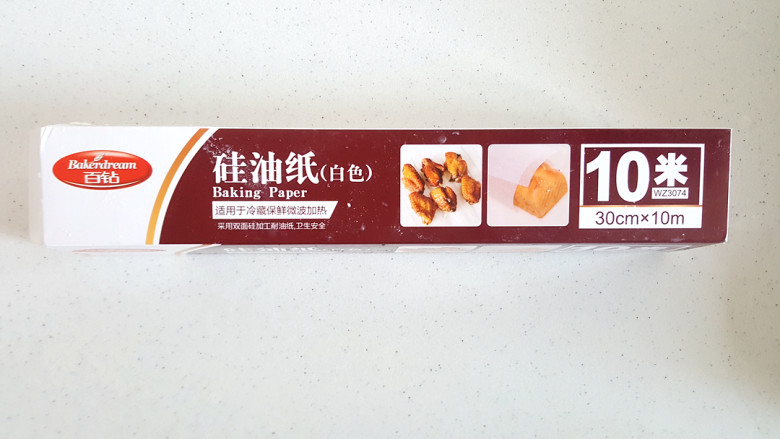 Bakerdream
百钻
硅油纸(白色)
Baking Paper
适用于冷藏保鲜微波加热
采用双面硅加工耐油纸,卫生安全
10米
WZ3074
30cm×10m